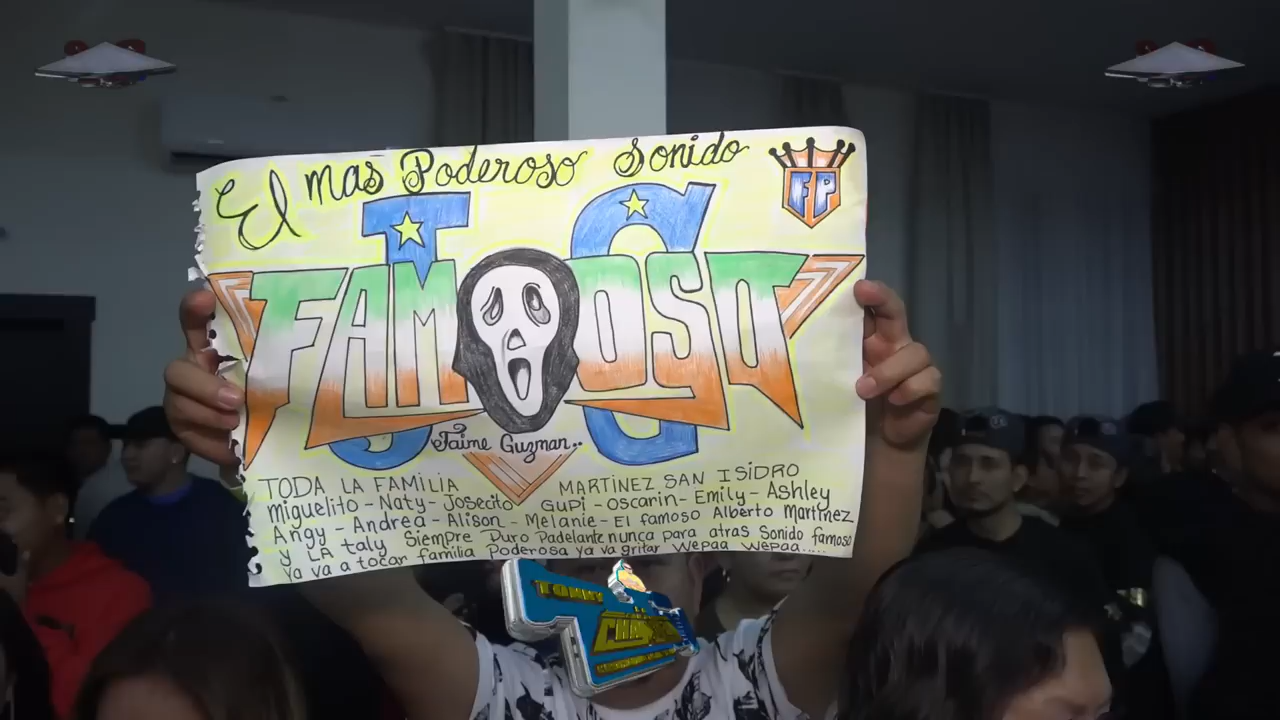 El mas Poderoso Sonido
FP
J G
FAMOSO
Jaime Guzman..
TODA LA FAMILIA MARTINEZ SAN ISIDRO
Miguelito - Naty - Josecito Gupi - Oscarin - Emily - Ashley
Angy - Andrea - Alison - Melanie - El famoso Alberto Martinez
y LA taly Siempre Duro Padelante nunca para atras Sonido famoso
ya va a tocar familia Poderosa ya va gritar Wepaa Wepaa.....
TOMMY